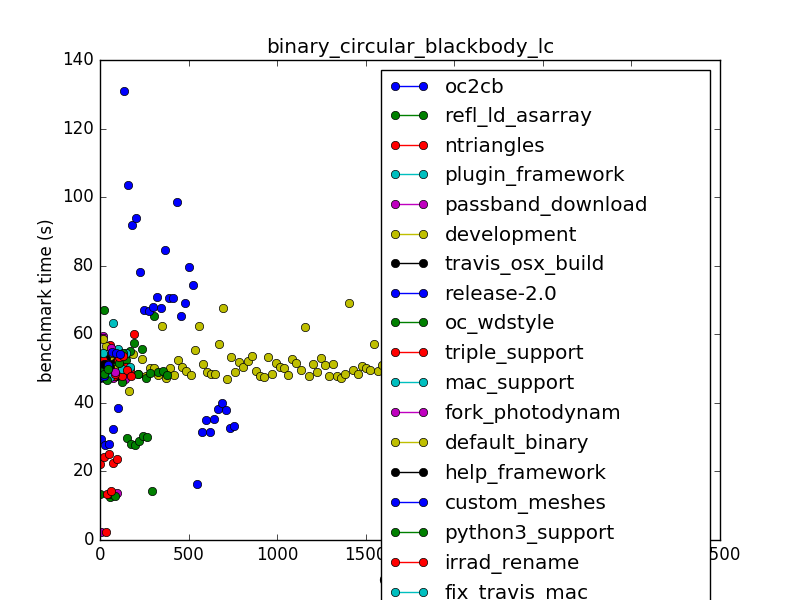 binary_circular_blackbody_lc
140
120
100
80
60
40
20
0
benchmark time (s)
0
500
1000
500
oc2cb
refl_ld_asarray
ntriangles
plugin_framework
passband_download
development
travis_osx_build
release-2.0
oc_wdstyle
triple_support
mac_support
fork_photodynam
default_binary
help_framework
custom_meshes
python3_support
irrad_rename
fix_travis_mac